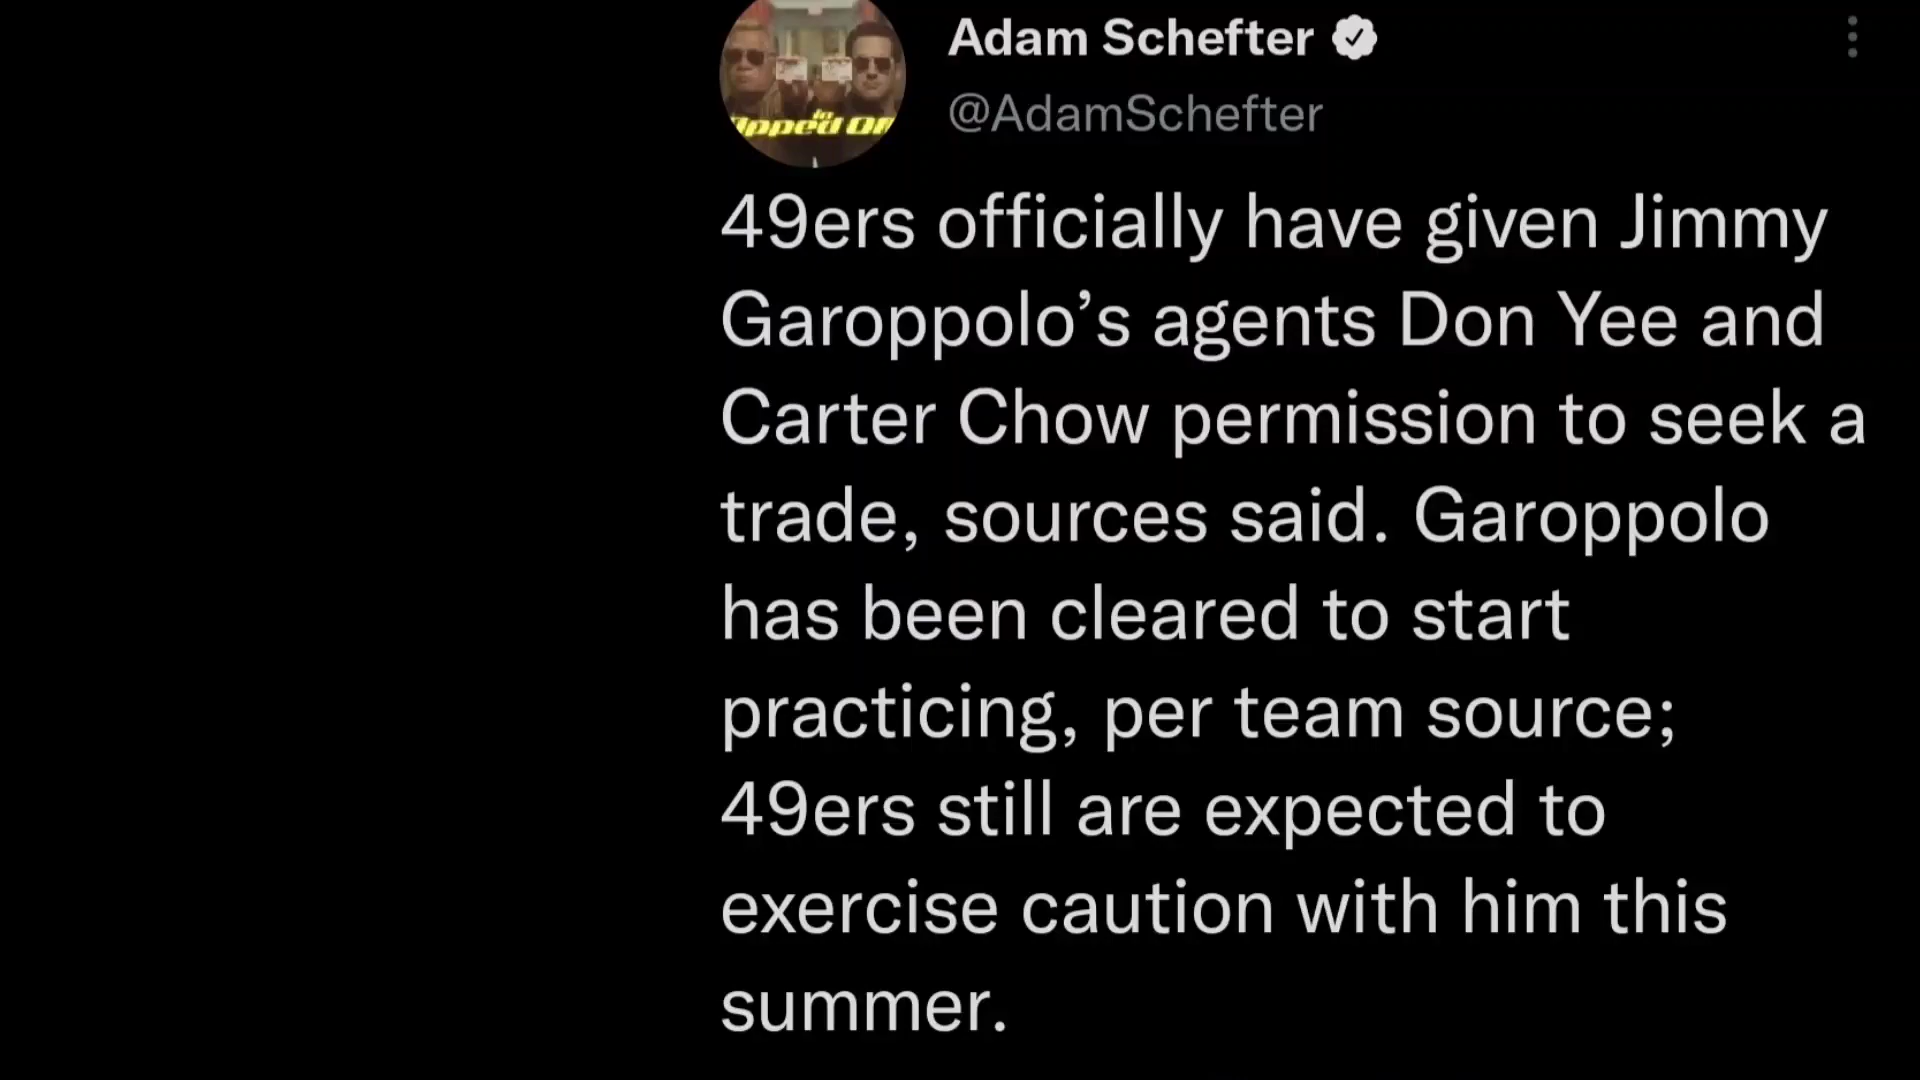 Adam Schefter
@AdamSchefter
49ers officially have given Jimmy
Garoppolo’s agents Don Yee and
Carter Chow permission to seek a
trade, sources said. Garoppolo
has been cleared to start
practicing, per team source;
49ers still are expected to
exercise caution with him this
summer.